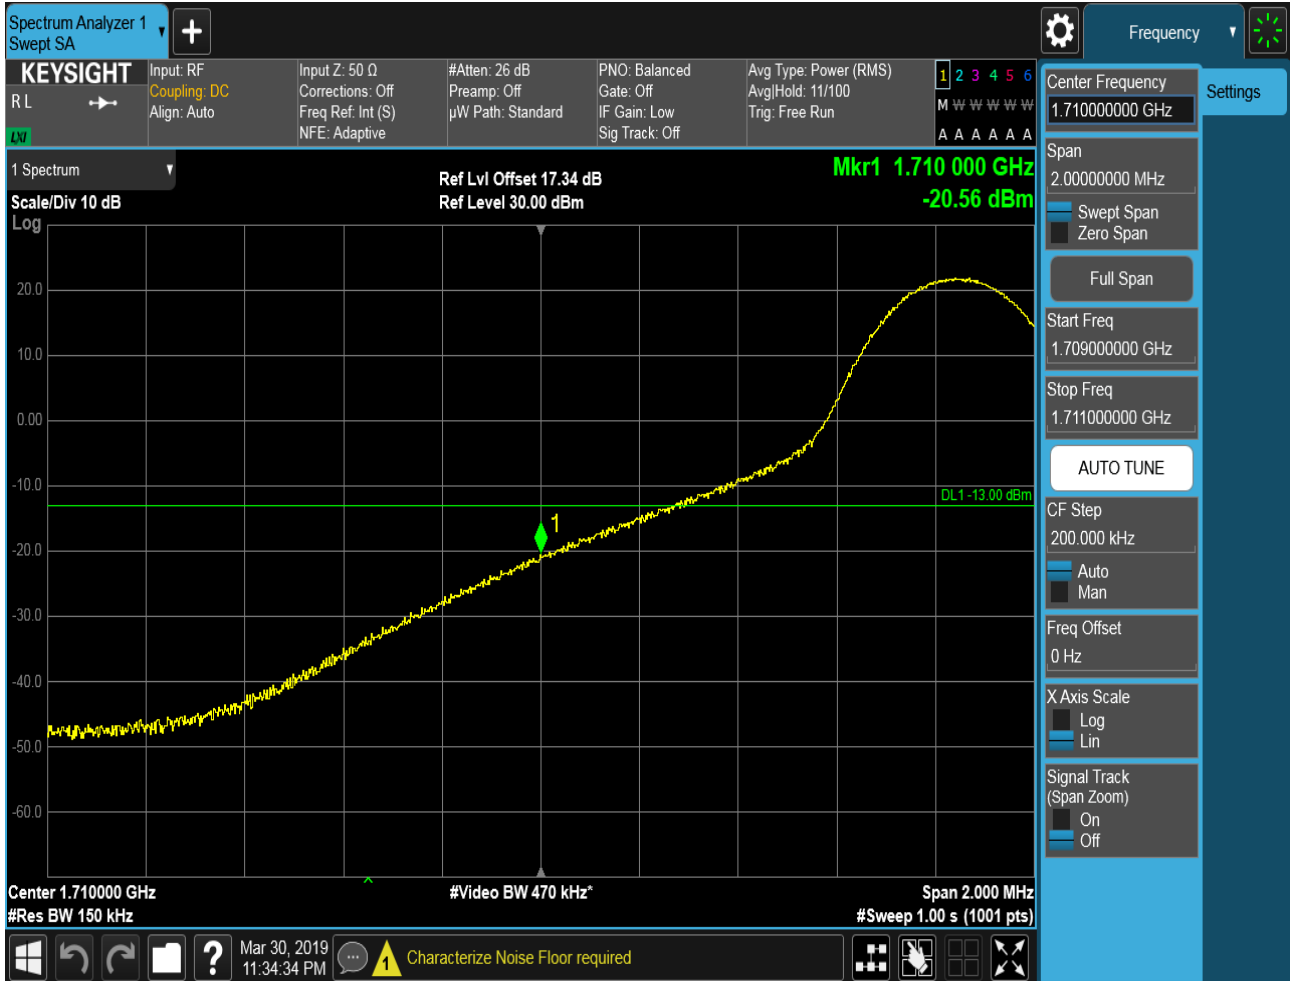 Spectrum Analyzer 1
Swept SA
Frequency
KEYSIGHT
R L
LXI
Input: RF
Coupling: DC
Align: Auto
Input Z: 50 Ω
Corrections: Off
Freq Ref: Int (S)
NFE: Adaptive
#Atten: 26 dB
Preamp: Off
µW Path: Standard
PNO: Balanced
Gate: Off
IF Gain: Low
Sig Track: Off
Avg Type: Power (RMS)
Avg|Hold: 11/100
Trig: Free Run
1 2 3 4 5 6
M W W W W W
A A A A A A
1 Spectrum
Scale/Div 10 dB
Log
Ref Lvl Offset 17.34 dB
Ref Level 30.00 dBm
Mkr1 1.710 000 GHz
-20.56 dBm
20.0
10.0
0.00
-10.0
-20.0
-30.0
-40.0
-50.0
-60.0
DL1 -13.00 dBm
1
Center 1.710000 GHz
#Res BW 150 kHz
#Video BW 470 kHz*
Span 2.000 MHz
#Sweep 1.00 s (1001 pts)
Center Frequency
1.710000000 GHz
Settings
Span
2.00000000 MHz
Swept Span
Zero Span
Full Span
Start Freq
1.709000000 GHz
Stop Freq
1.711000000 GHz
AUTO TUNE
CF Step
200.000 kHz
Auto
Man
Freq Offset
0 Hz
X Axis Scale
Log
Lin
Signal Track
(Span Zoom)
On
Off
?
Mar 30, 2019
11:34:34 PM
1
Characterize Noise Floor required